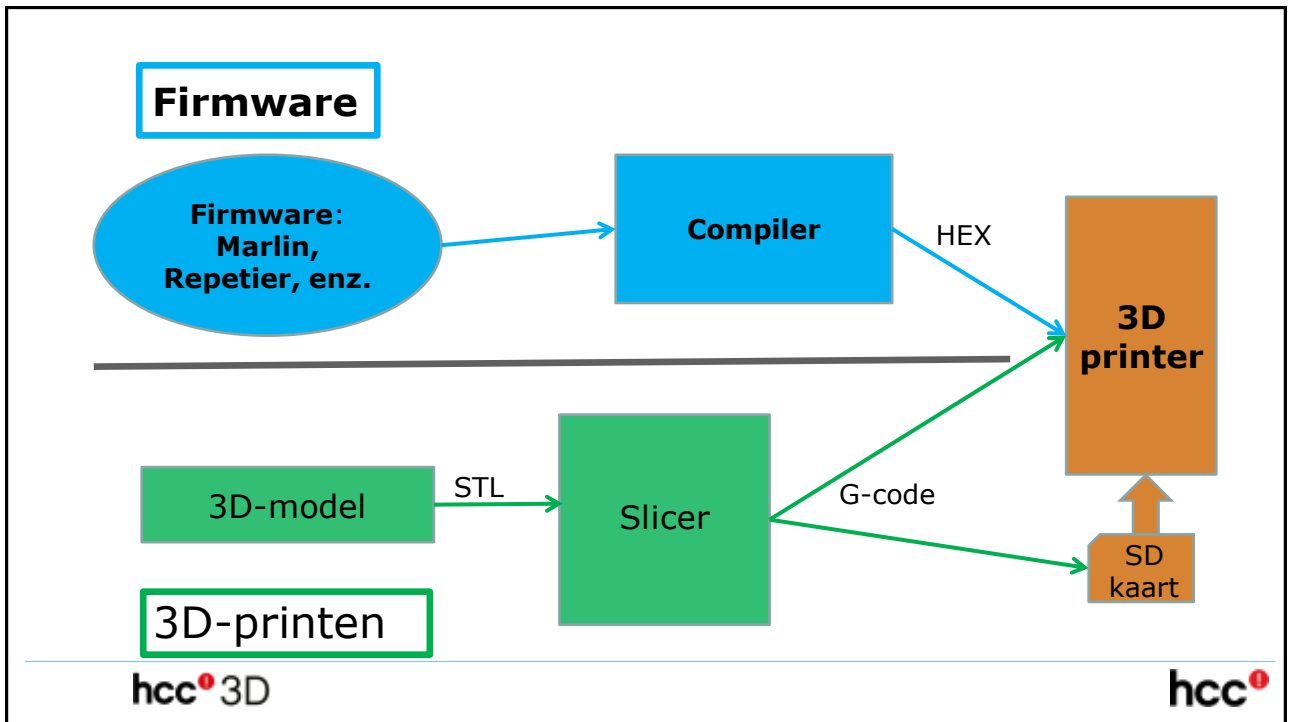 Firmware
Firmware:
Marlin,
Repetier, enz.
Compiler
HEX
3D
printer
3D-model
STL
Slicer
G-code
SD
kaart
3D-printen
hcc! 3D
hcc!